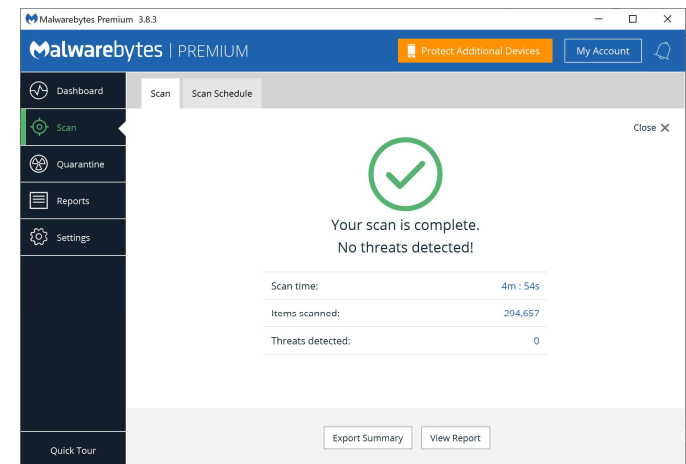 Malwarebytes Premium 3.8.3
Malwarebytes | PREMIUM
Protect Additional Devices
My Account
Dashboard
Scan
Quarantine
Reports
Settings
Quick Tour
Scan Scan Schedule
Close
Your scan is complete.
No threats detected!
Scan time: 4m : 54s
Items scanned: 294,657
Threats detected: 0
Export Summary View Report